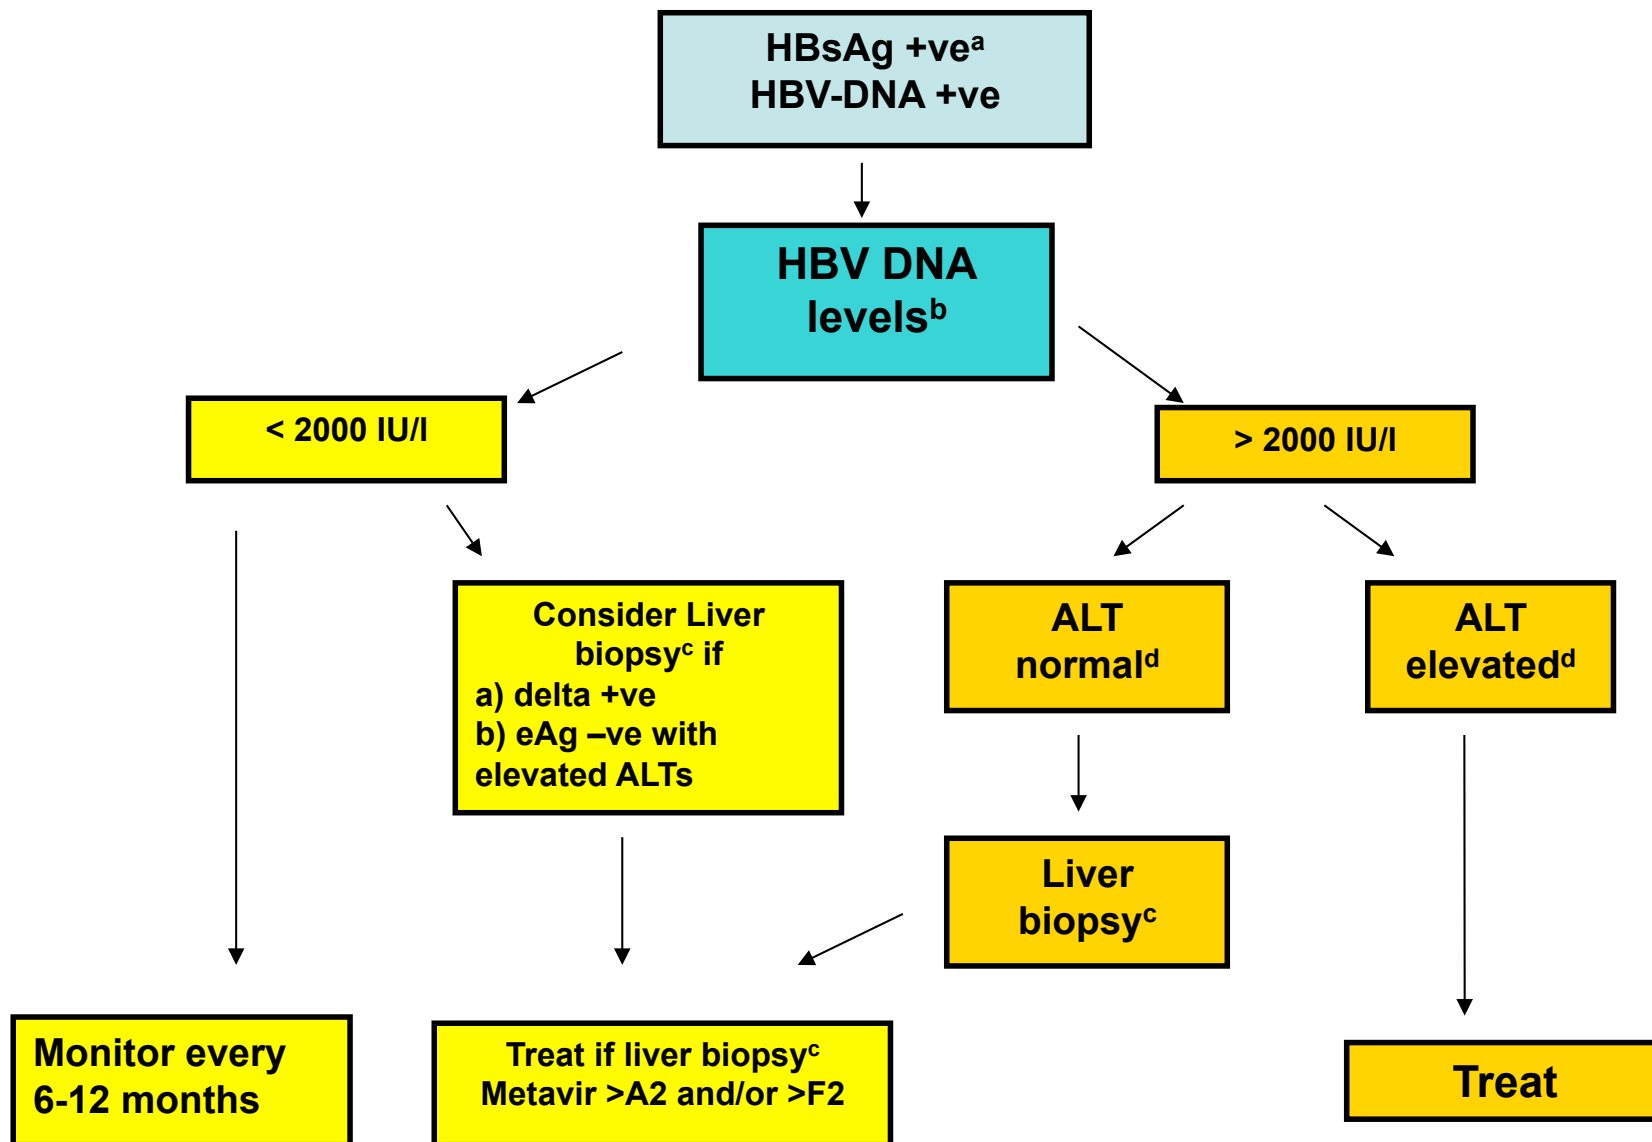 HBsAg +veᵃ
HBV-DNA +ve
HBV DNA
levelsᵇ
< 2000 IU/l
> 2000 IU/l
Consider Liver
biopsyᶜ if
a) delta +ve
b) eAg –ve with
elevated ALTs
ALT
normalᵈ
ALT
elevatedᵈ
Liver
biopsyᶜ
Monitor every
6-12 months
Treat if liver biopsyᶜ
Metavir >A2 and/or >F2
Treat